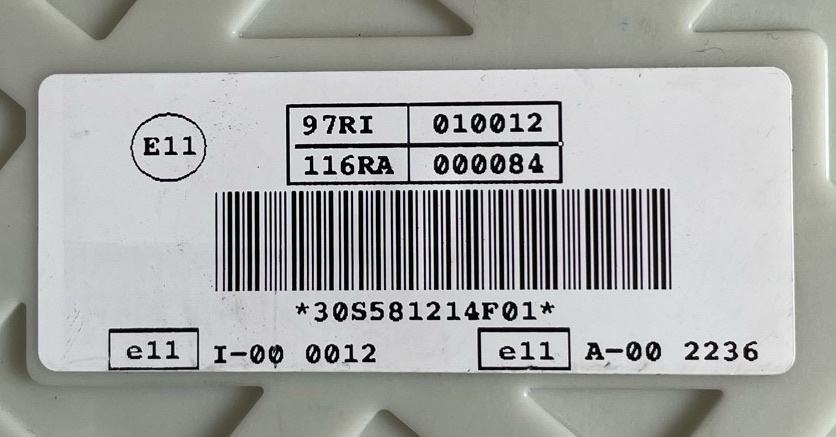 E11
97RI 010012
116RA 000084
*30S581214F01*
e11 I-00 0012 e11 A-00 2236